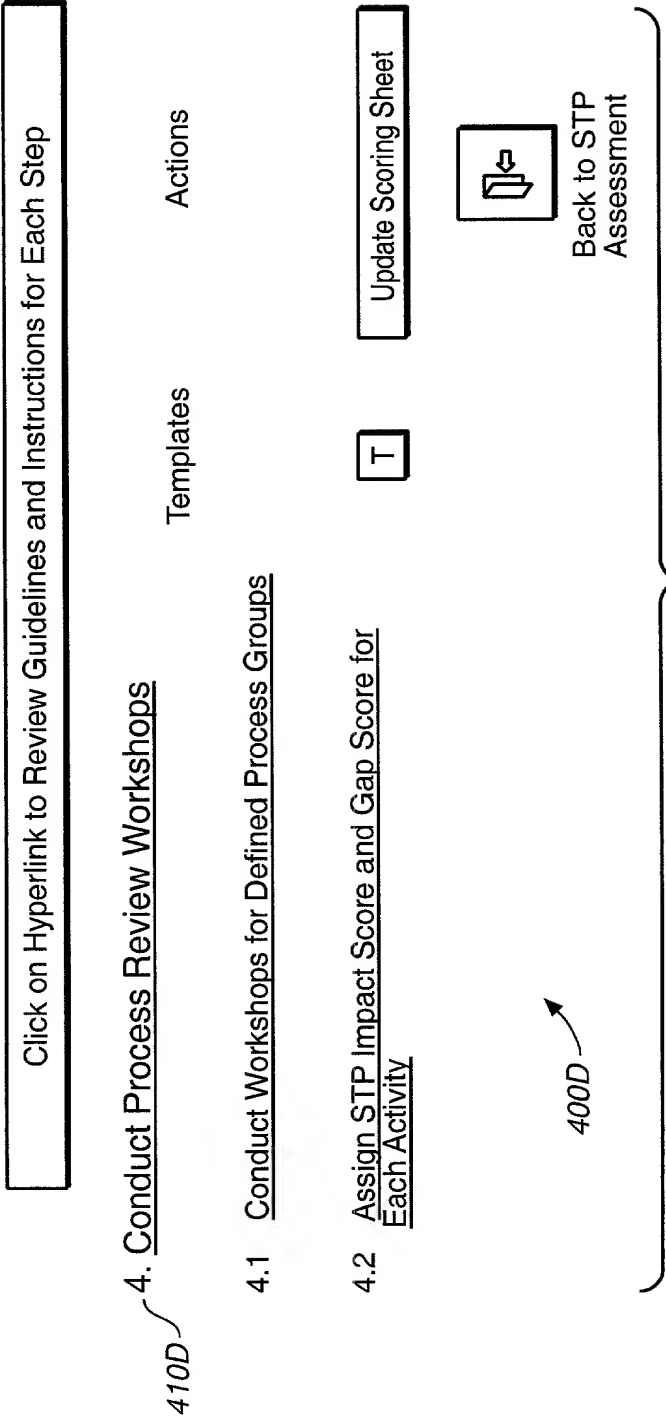 Click on Hyperlink to Review Guidelines and Instructions for Each Step
410D
4. Conduct Process Review Workshops
Templates
Actions
4.1 Conduct Workshops for Defined Process Groups
4.2 Assign STP Impact Score and Gap Score for
Each Activity
T
Update Scoring Sheet
Back to STP
Assessment
400D